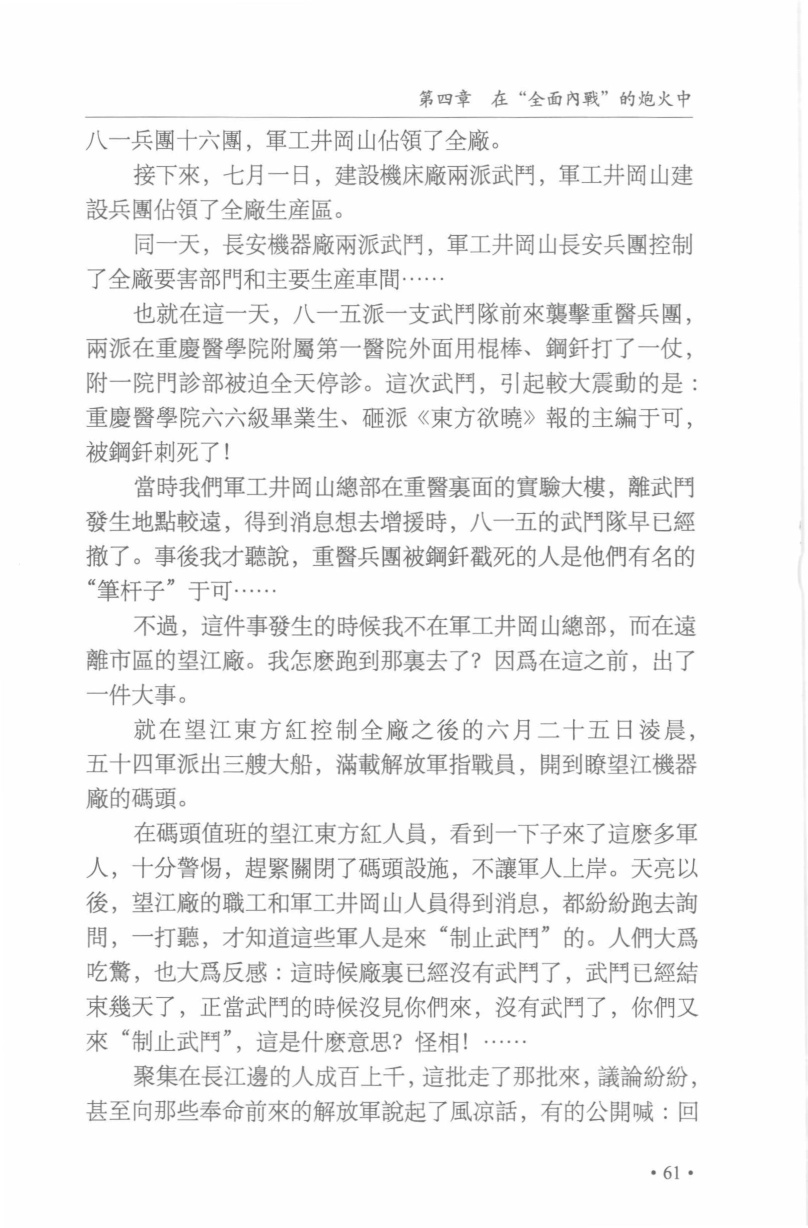 第四章　在“全面內戰”的炮火中
八一兵團十六團，軍工井岡山佔領了全廠。
接下來，七月一日，建設機床廠兩派武鬥，軍工井岡山建
設兵團佔領了全廠生産區。
同一天，長安機器廠兩派武鬥，軍工井岡山長安兵團控制
了全廠要害部門和主要生産車間……
也就在這一天，八一五派一支武鬥隊前來襲擊重醫兵團，
兩派在重慶醫學院附屬第一醫院外面用棍棒、鋼釺打了一仗，
附一院門診部被迫全天停診。這次武鬥，引起較大震動的是：
重慶醫學院六六級畢業生、砸派《東方欲曉》報的主編于可，
被鋼釺刺死了！
當時我們軍工井岡山總部在重醫裏面的實驗大樓，離武鬥
發生地點較遠，得到消息想去增援時，八一五的武鬥隊早已經
撤了。事後我才聽說，重醫兵團被鋼釺戳死的人是他們有名的
“筆杆子”于可……
不過，這件事發生的時候我不在軍工井岡山總部，而在遠
離市區的望江廠。我怎麽跑到那裏去了？因爲在這之前，出了
一件大事。
就在望江東方紅控制全廠之後的六月二十五日淩晨，
五十四軍派出三艘大船，滿載解放軍指戰員，開到瞭望江機器
廠的碼頭。
在碼頭值班的望江東方紅人員，看到一下子來了這麽多軍
人，十分警惕，趕緊關閉了碼頭設施，不讓軍人上岸。天亮以
後，望江廠的職工和軍工井岡山人員得到消息，都紛紛跑去詢
問，一打聽，才知道這些軍人是來“制止武鬥”的。人們大爲
吃驚，也大爲反感：這時候廠裏已經沒有武鬥了，武鬥已經結
束幾天了，正當武鬥的時候沒見你們來，沒有武鬥了，你們又
來“制止武鬥”，這是什麽意思？怪相！……
聚集在長江邊的人成百上千，這批走了那批來，議論紛紛，
甚至向那些奉命前來的解放軍說起了風凉話，有的公開喊：回
·61·